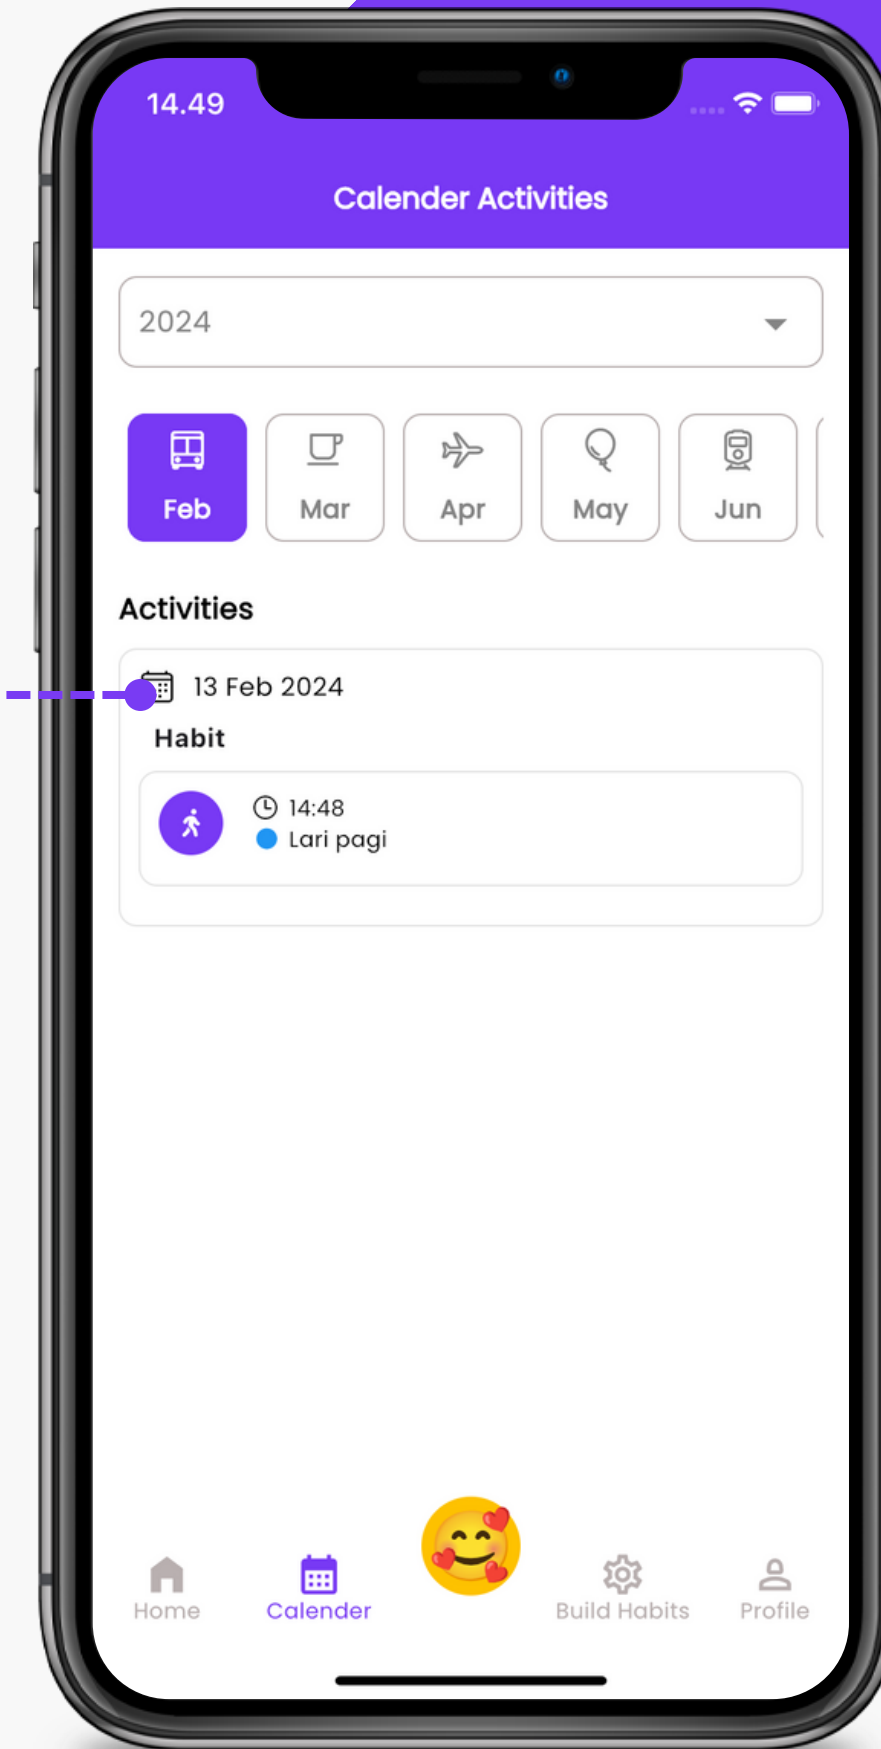 14.49
Calender Activities
2024
Feb
Mar
Apr
May
Jun
Activities
13 Feb 2024
Habit
14:48
Lari pagi
Home
Calender
Build Habits
Profile